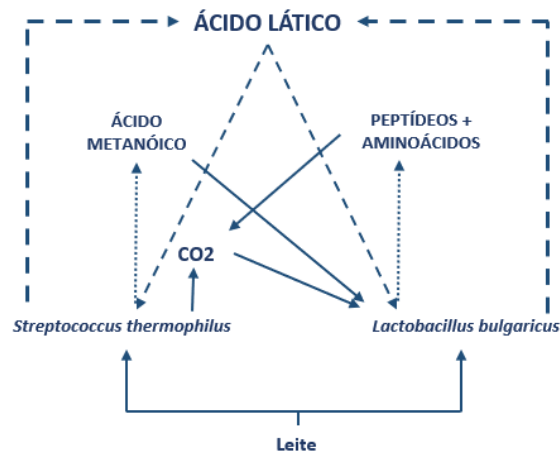 ÁCIDO LÁTICO
ÁCIDO
METANÓICO
PEPTÍDEOS +
AMINOÁCIDOS
CO2
Streptococcus thermophilus
Lactobacillus bulgaricus
Leite